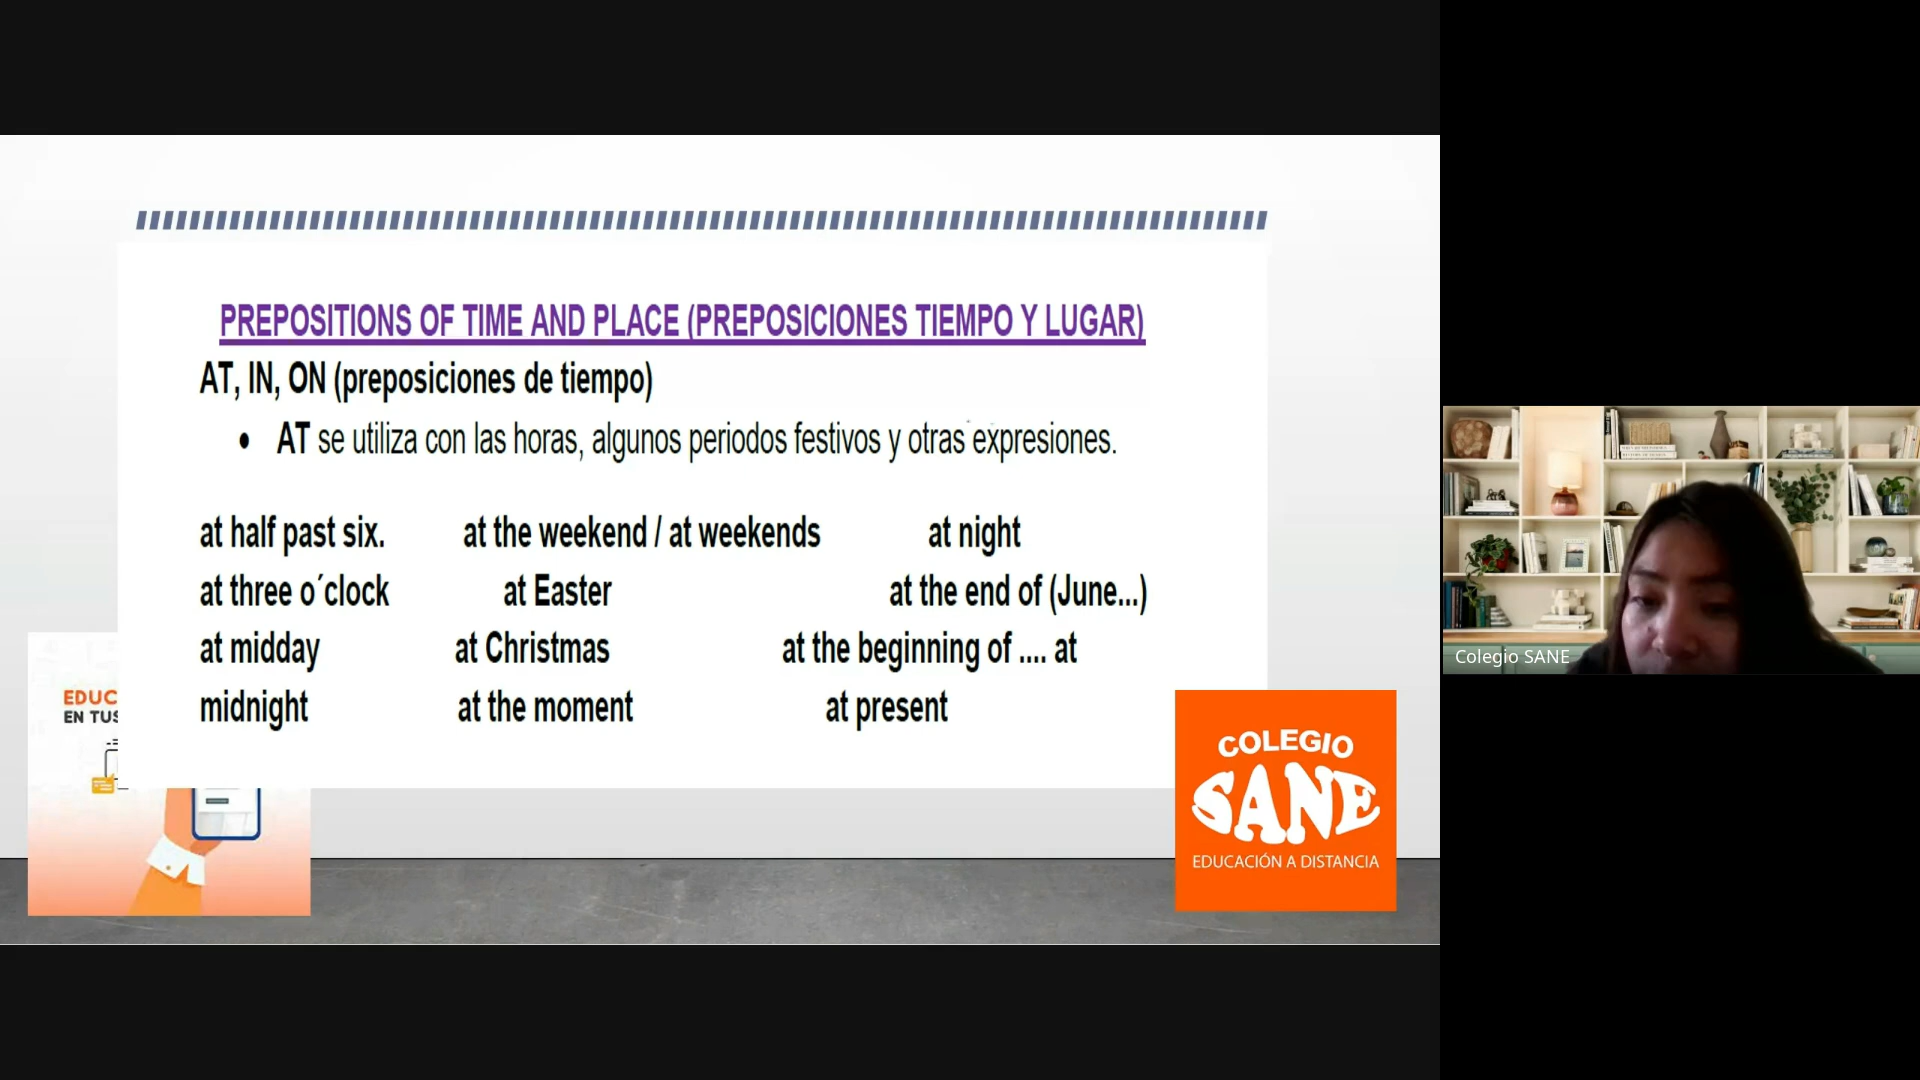 PREPOSITIONS OF TIME AND PLACE (PREPOSICIONES TIEMPO Y LUGAR)
AT, IN, ON (preposiciones de tiempo)
• AT se utiliza con las horas, algunos periodos festivos y otras expresiones.
at half past six. at the weekend / at weekends at night
at three o´clock at Easter at the end of (June...)
at midday at Christmas at the beginning of .... at
midnight at the moment at present
EN
COLEGIO
SANE
EDUCACIÓN A DISTANCIA
Colegio SANE